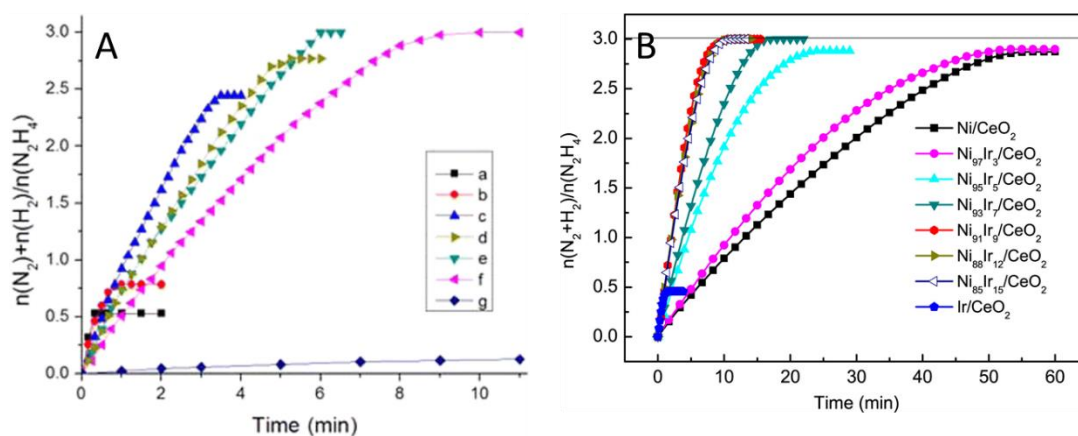 A
n(N₂)+n(H₂)/n(N₂H₄)
3.0
2.5
2.0
1.5
1.0
0.5
0.0
a
b
c
d
e
f
g
0 2 4 6 8 10
Time (min)
B
n(N₂+H₂)/n(N₂H₄)
3.0
2.5
2.0
1.5
1.0
0.5
0.0
Ni/CeO₂
Ni₉₇Ir₃/CeO₂
Ni₉₅Ir₅/CeO₂
Ni₉₃Ir₇/CeO₂
Ni₉₁Ir₉/CeO₂
Ni₈₈Ir₁₂/CeO₂
Ni₈₅Ir₁₅/CeO₂
Ir/CeO₂
0 10 20 30 40 50 60
Time (min)